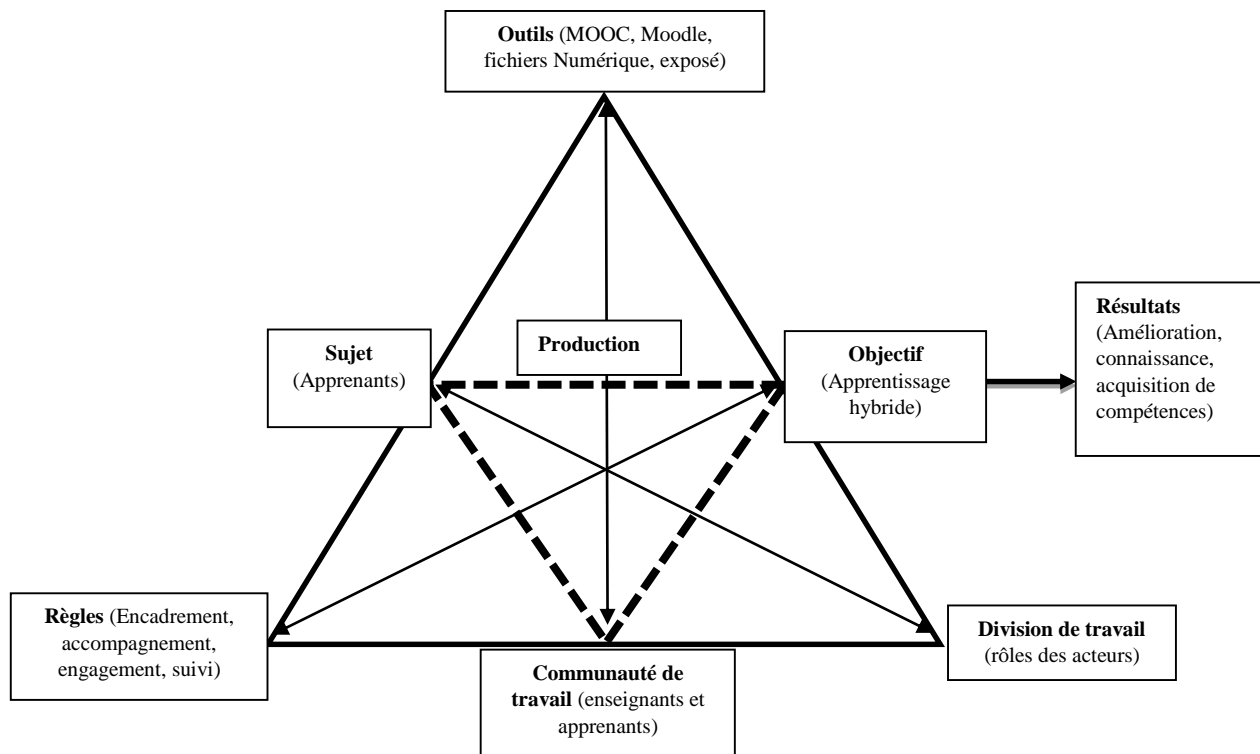 Outils (MOOC, Moodle,
fichiers Numérique, exposé)
Production
Sujet
(Apprenants)
Objectif
(Apprentissage
hybride)
Résultats
(Amélioration,
connaissance,
acquisition de
compétences)
Règles (Encadrement,
accompagnement,
engagement, suivi)
Communauté de
travail (enseignants et
apprenants)
Division de travail
(rôles des acteurs)